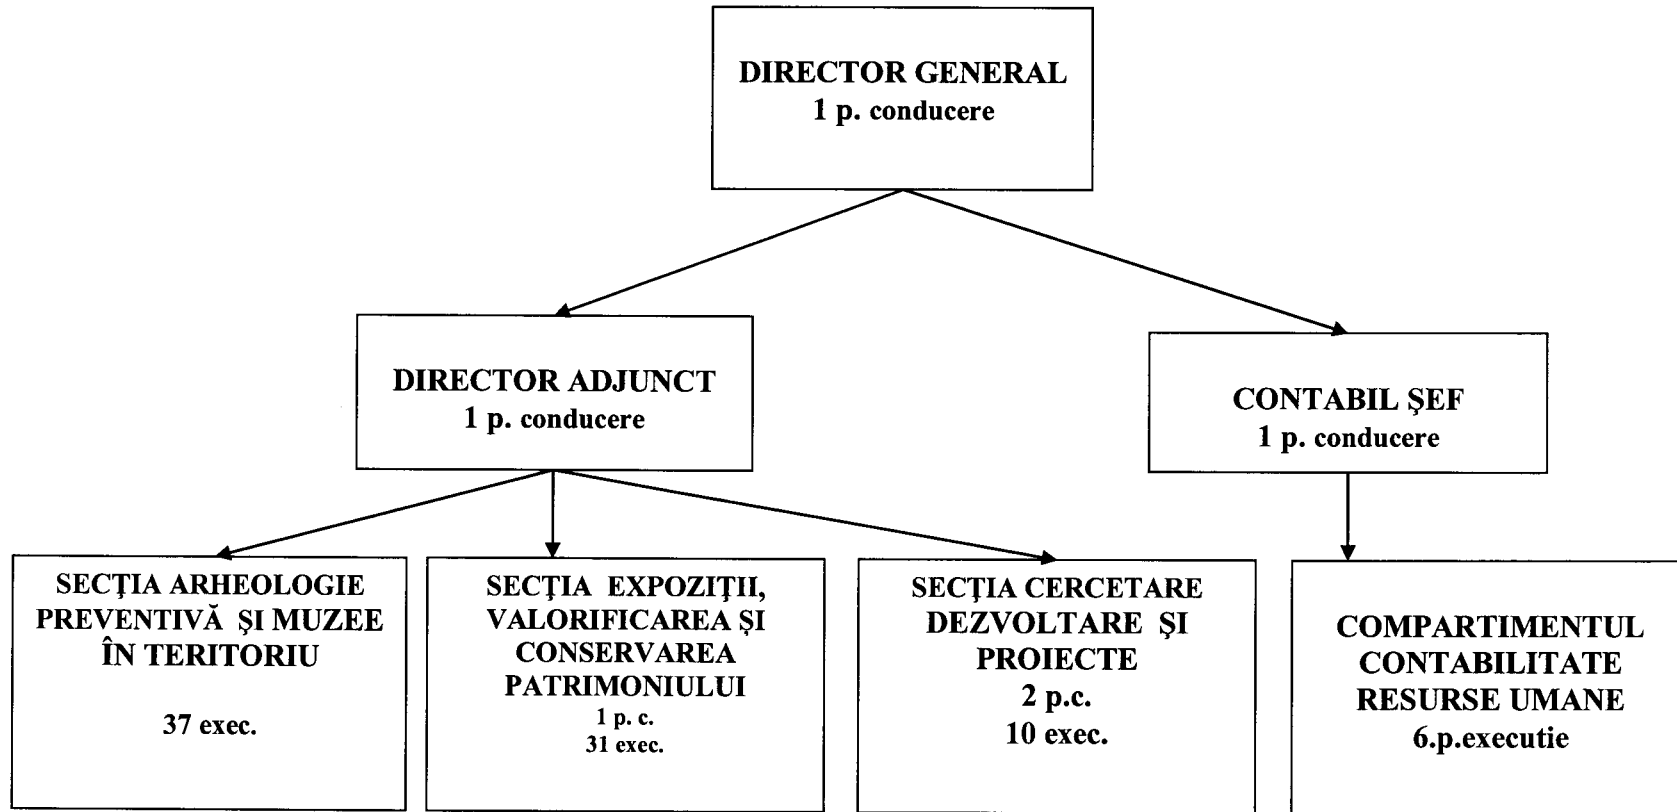 DIRECTOR GENERAL
1 p. conducere
DIRECTOR ADJUNCT
1 p. conducere
CONTABIL ŞEF
1 p. conducere
SECŢIA ARHEOLOGIE
PREVENTIVĂ ŞI MUZEE
ÎN TERITORIU
37 exec.
SECŢIA EXPOZIŢII,
VALORIFICAREA ȘI
CONSERVAREA
PATRIMONIULUI
1 p. c.
31 exec.
SECŢIA CERCETARE
DEZVOLTARE ŞI
PROIECTE
2 p.c.
10 exec.
COMPARTIMENTUL
CONTABILITATE
RESURSE UMANE
6.p.executie